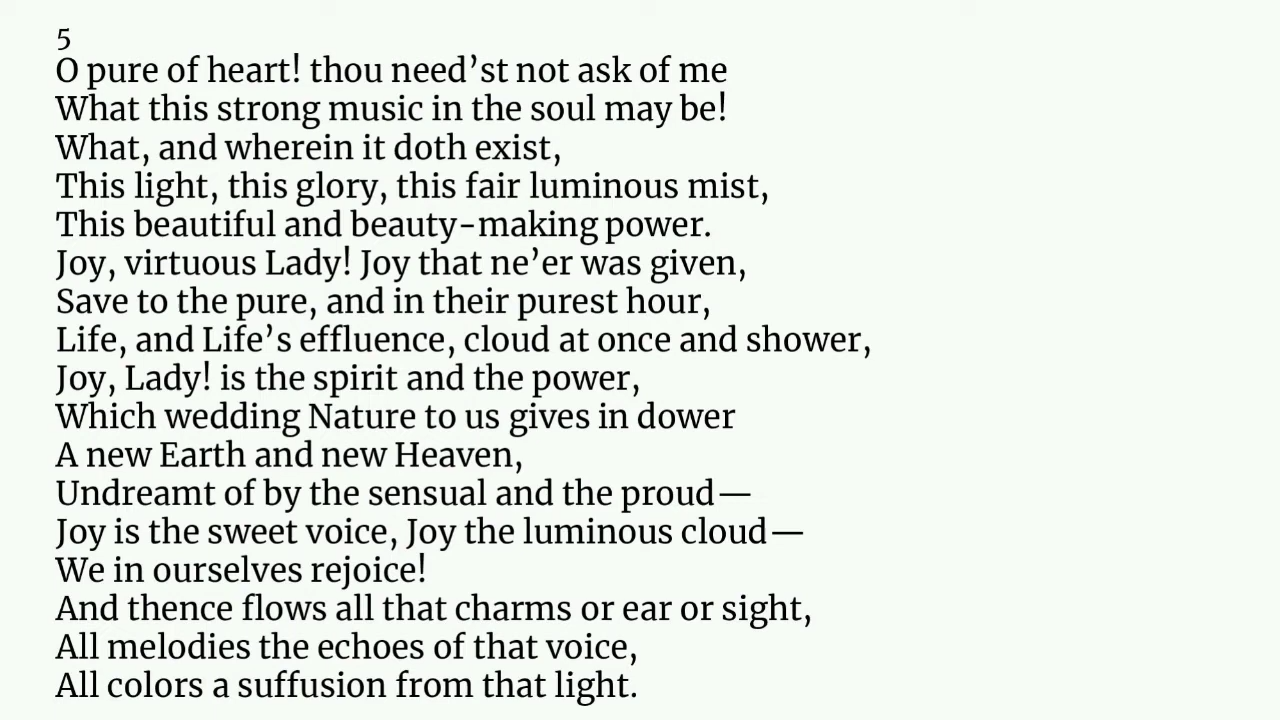 5
O pure of heart! thou need’st not ask of me
What this strong music in the soul may be!
What, and wherein it doth exist,
This light, this glory, this fair luminous mist,
This beautiful and beauty-making power.
Joy, virtuous Lady! Joy that ne’er was given,
Save to the pure, and in their purest hour,
Life, and Life’s effluence, cloud at once and shower,
Joy, Lady! is the spirit and the power,
Which wedding Nature to us gives in dower
A new Earth and new Heaven,
Undreamt of by the sensual and the proud—
Joy is the sweet voice, Joy the luminous cloud—
We in ourselves rejoice!
And thence flows all that charms or ear or sight,
All melodies the echoes of that voice,
All colors a suffusion from that light.